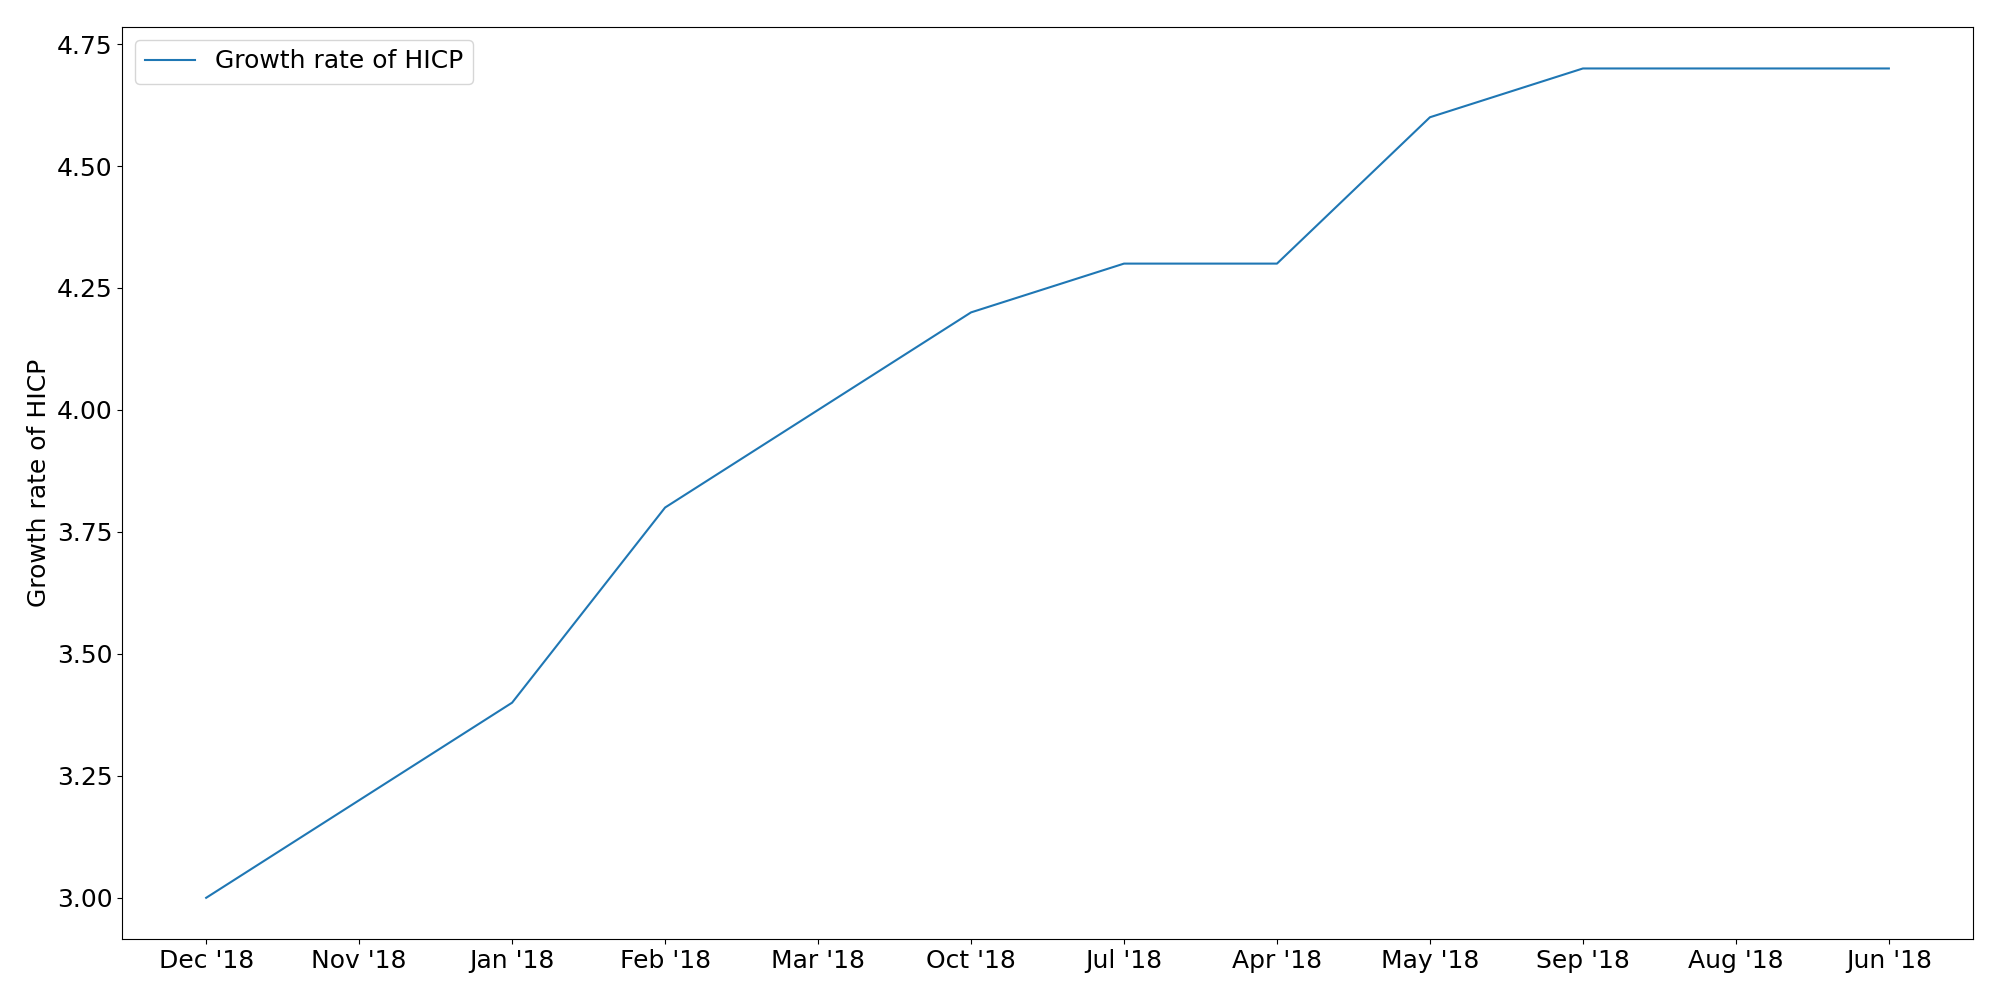 Growth rate of HICP
Growth rate of HICP
4.75
4.50
4.25
4.00
3.75
3.50
3.25
3.00
Dec '18 Nov '18 Jan '18 Feb '18 Mar '18 Oct '18 Jul '18 Apr '18 May '18 Sep '18 Aug '18 Jun '18